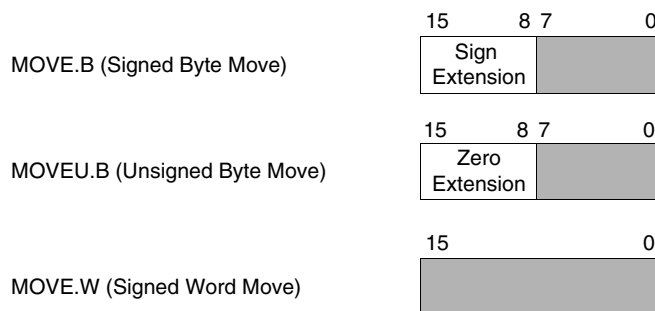 15 8 7 0
MOVE.B (Signed Byte Move)
Sign
Extension
15 8 7 0
MOVEU.B (Unsigned Byte Move)
Zero
Extension
15 0
MOVE.W (Signed Word Move)